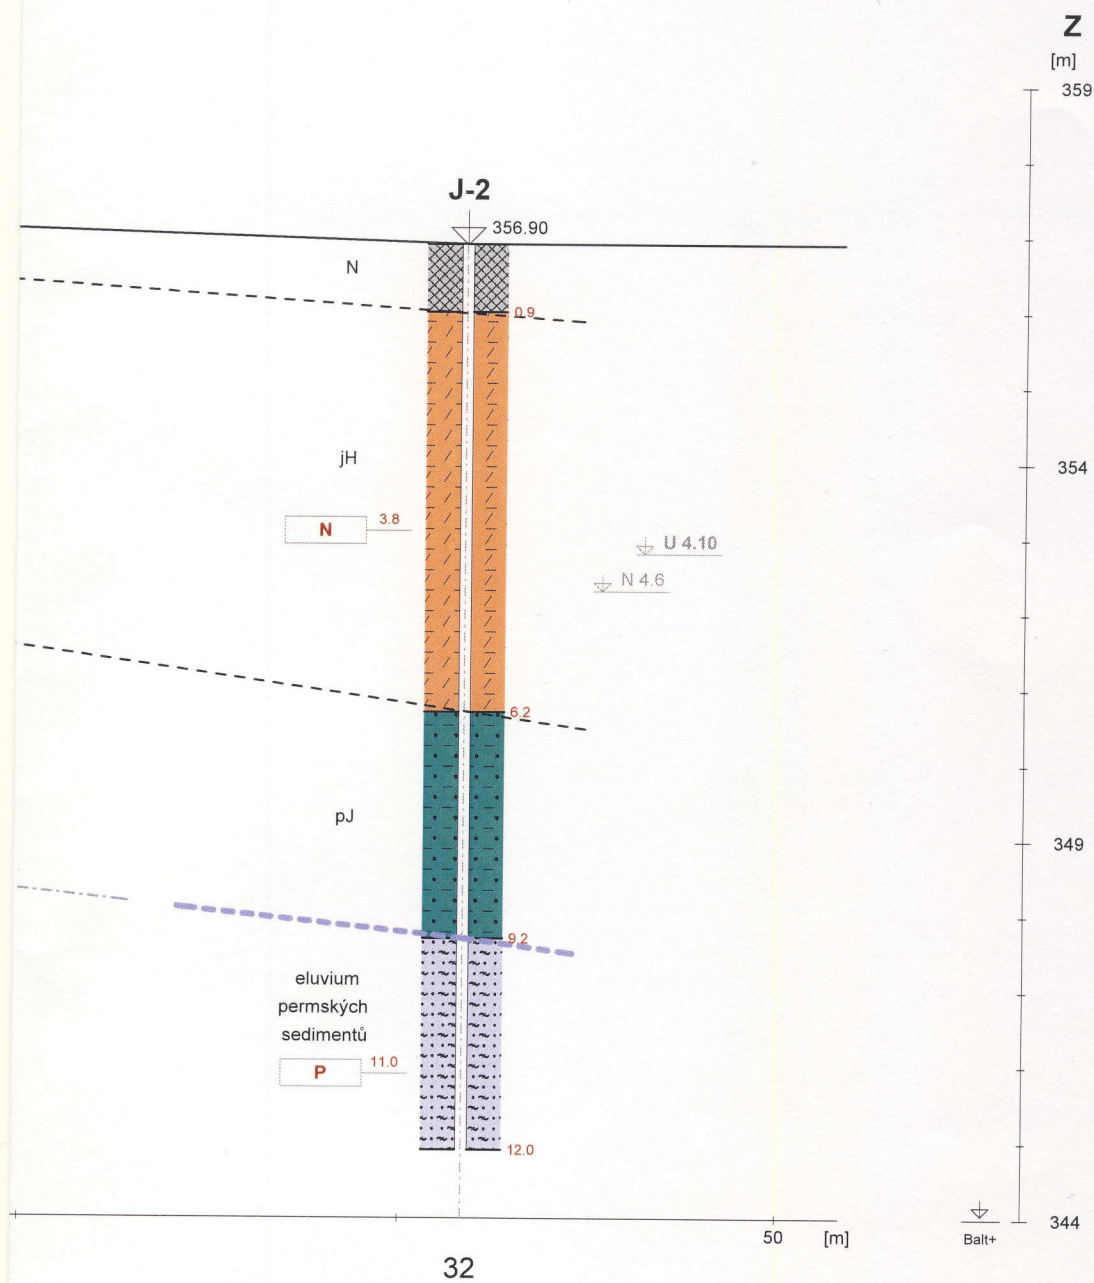 Z
[m]
359
J-2
356.90
N
0.9
jH
354
N 3.8
U 4.10
N 4.6
6.2
pJ
349
9.2
eluvium
permských
sedimentů
P 11.0
12.0
344
Balt+
50 [m]
32